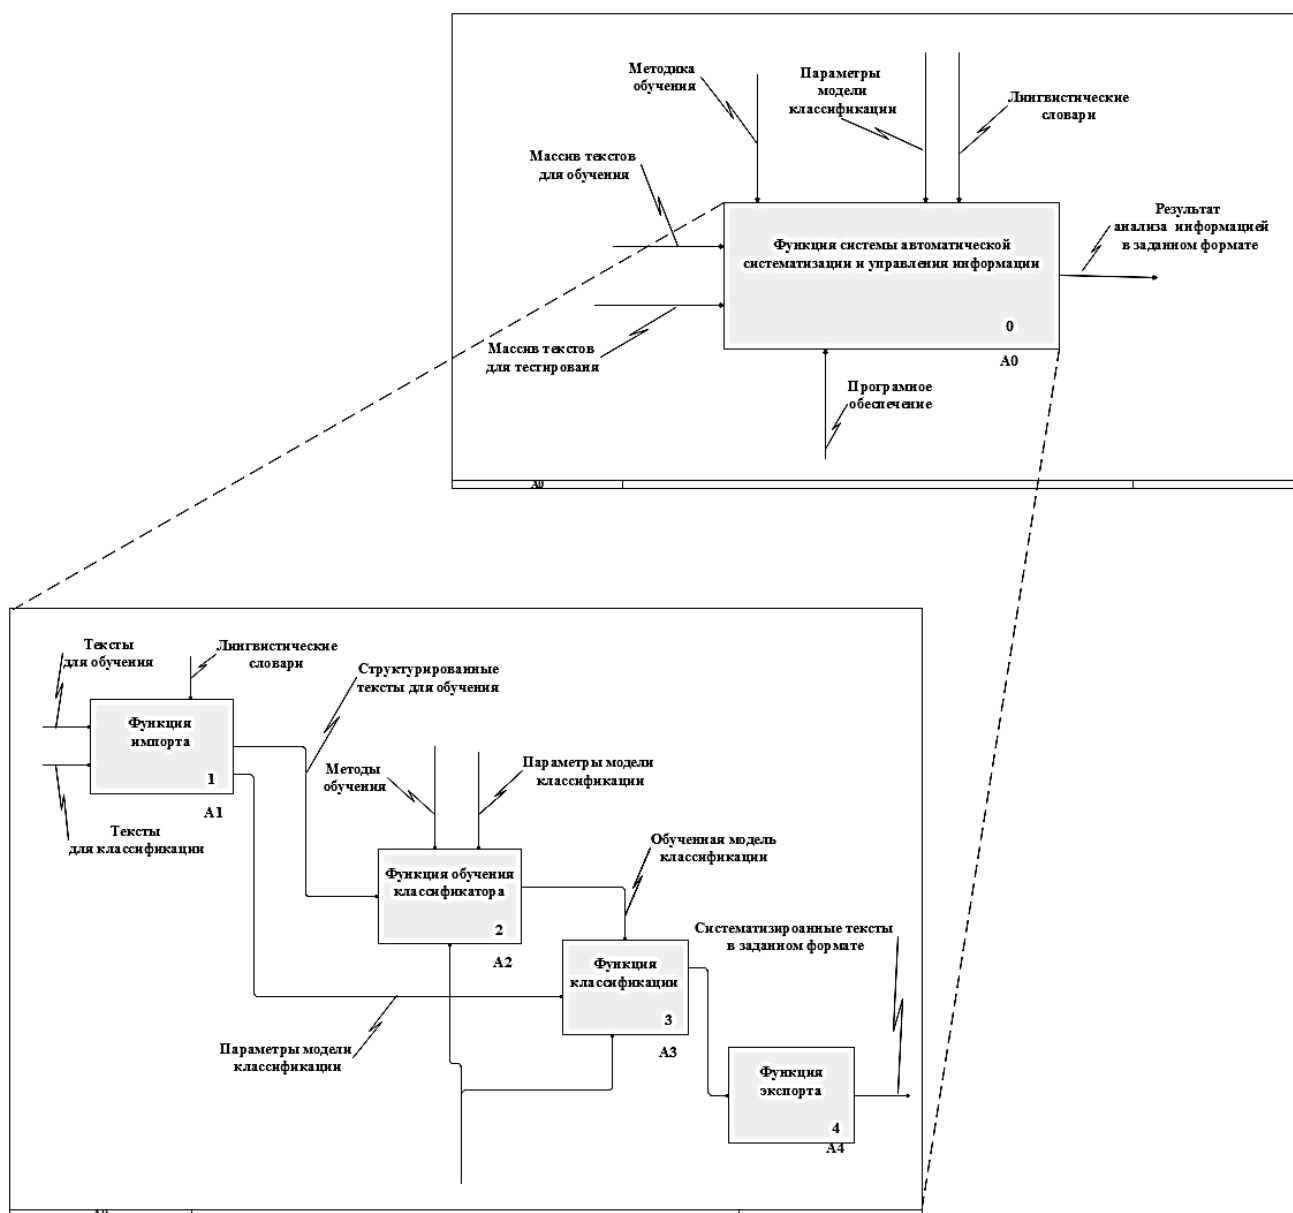 Методика
обучения
Параметры
модели
классификации
Лингвистические
словари
Массив текстов
для обучения
Результат
анализа информацией
в заданном формате
Функция системы автоматической
систематизации и управления информации
0
A0
Массив текстов
для тестированя
Програмное
обеспечение
A0
Тексты
для обучения
Лингвистические
словари
Структурированные
тексты для обучения
Функция
импорта
1
A1
Методы
обучения
Параметры модели
классификации
Тексты
для классификации
Обученная модель
классификации
Функция обучения
классификатора
2
A2
Систематизироанные тексты
в заданном формате
Функция
классификации
3
A3
Параметры модели
классификации
Функция
экспорта
4
A4